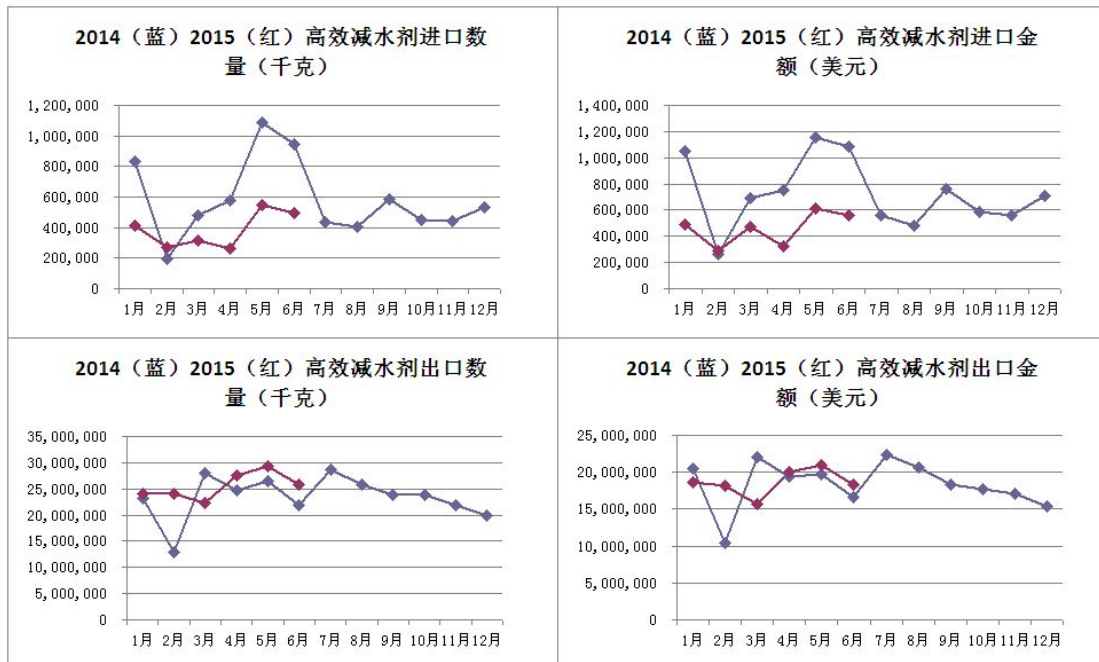 2014（蓝）2015（红）高效减水剂进口数
量（千克）
1,200,000
1,000,000
800,000
600,000
400,000
200,000
0
1月 2月 3月 4月 5月 6月 7月 8月 9月 10月 11月 12月
2014（蓝）2015（红）高效减水剂进口金
额（美元）
1,400,000
1,200,000
1,000,000
800,000
600,000
400,000
200,000
0
1月 2月 3月 4月 5月 6月 7月 8月 9月 10月 11月 12月
2014（蓝）2015（红）高效减水剂出口数
量（千克）
35,000,000
30,000,000
25,000,000
20,000,000
15,000,000
10,000,000
5,000,000
0
1月 2月 3月 4月 5月 6月 7月 8月 9月 10月 11月 12月
2014（蓝）2015（红）高效减水剂出口金
额（美元）
25,000,000
20,000,000
15,000,000
10,000,000
5,000,000
0
1月 2月 3月 4月 5月 6月 7月 8月 9月 10月 11月 12月